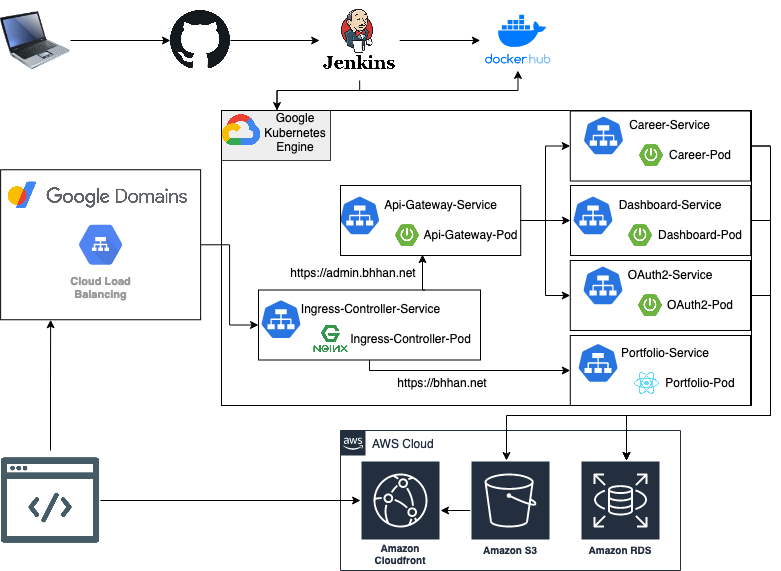 Jenkins
dockerhub
Google
Kubernetes
Engine
Career-Service
Career-Pod
Google Domains
Cloud Load
Balancing
Api-Gateway-Service
Api-Gateway-Pod
Dashboard-Service
Dashboard-Pod
https://admin.bhhan.net
OAuth2-Service
OAuth2-Pod
Ingress-Controller-Service
NGINX
Ingress-Controller-Pod
https://bhhan.net
Portfolio-Service
Portfolio-Pod
aws
AWS Cloud
</>
Amazon
Cloudfront
Amazon S3
Amazon RDS